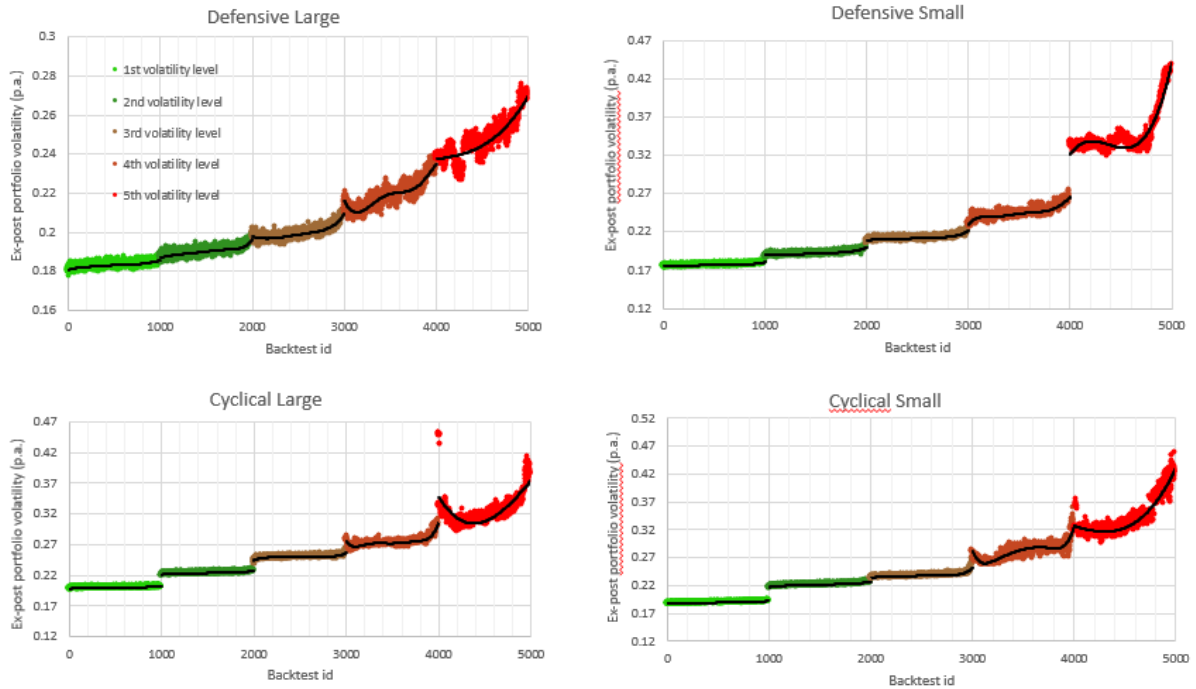 Defensive Large
Ex-post portfolio volatility (p.a.)
0.3
0.28
0.26
0.24
0.22
0.2
0.18
0.16
1st volatility level
2nd volatility level
3rd volatility level
4th volatility level
5th volatility level
0 1000 2000 3000 4000 5000
Backtest id
Defensive Small
Ex-post portfolio volatility (p.a.)
0.47
0.42
0.37
0.32
0.27
0.22
0.17
0.12
0 1000 2000 3000 4000 5000
Backtest id
Cyclical Large
Ex-post portfolio volatility (p.a.)
0.47
0.42
0.37
0.32
0.27
0.22
0.17
0.12
0 1000 2000 3000 4000 5000
Backtest id
Cyclical Small
Ex-post portfolio volatility (p.a.)
0.52
0.47
0.42
0.37
0.32
0.27
0.22
0.17
0.12
0 1000 2000 3000 4000 5000
Backtest id